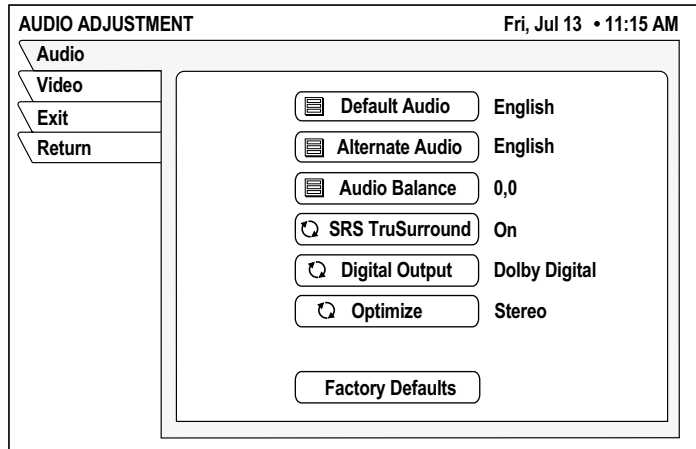 AUDIO ADJUSTMENT
Fri, Jul 13 • 11:15 AM
Audio
Video
Exit
Return
Default Audio English
Alternate Audio English
Audio Balance 0,0
SRS TruSurround On
Digital Output Dolby Digital
Optimize Stereo
Factory Defaults